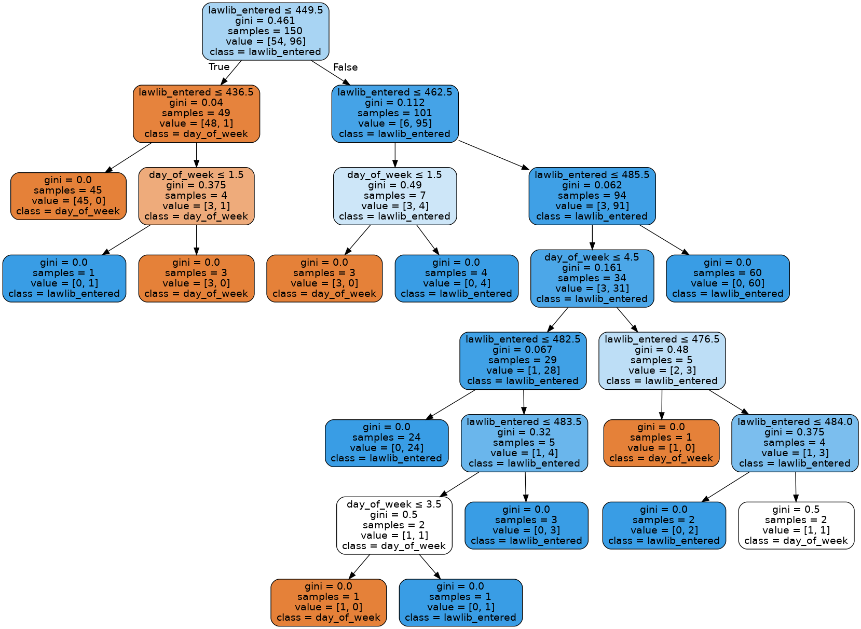 lawlib_entered ≤ 449.5
gini = 0.461
samples = 150
value = [54, 96]
class = lawlib_entered
True
False
lawlib_entered ≤ 436.5
gini = 0.04
samples = 49
value = [48, 1]
class = day_of_week
lawlib_entered ≤ 462.5
gini = 0.112
samples = 101
value = [6, 95]
class = lawlib_entered
gini = 0.0
samples = 45
value = [45, 0]
class = day_of_week
day_of_week ≤ 1.5
gini = 0.375
samples = 4
value = [3, 1]
class = day_of_week
day_of_week ≤ 1.5
gini = 0.49
samples = 7
value = [3, 4]
class = lawlib_entered
lawlib_entered ≤ 485.5
gini = 0.062
samples = 94
value = [3, 91]
class = lawlib_entered
gini = 0.0
samples = 1
value = [0, 1]
class = lawlib_entered
gini = 0.0
samples = 3
value = [3, 0]
class = day_of_week
gini = 0.0
samples = 3
value = [3, 0]
class = day_of_week
gini = 0.0
samples = 4
value = [0, 4]
class = lawlib_entered
day_of_week ≤ 4.5
gini = 0.161
samples = 34
value = [3, 31]
class = lawlib_entered
gini = 0.0
samples = 60
value = [0, 60]
class = lawlib_entered
lawlib_entered ≤ 482.5
gini = 0.067
samples = 29
value = [1, 28]
class = lawlib_entered
lawlib_entered ≤ 476.5
gini = 0.48
samples = 5
value = [2, 3]
class = lawlib_entered
gini = 0.0
samples = 24
value = [0, 24]
class = lawlib_entered
lawlib_entered ≤ 483.5
gini = 0.32
samples = 5
value = [1, 4]
class = lawlib_entered
gini = 0.0
samples = 1
value = [1, 0]
class = day_of_week
lawlib_entered ≤ 484.0
gini = 0.375
samples = 4
value = [1, 3]
class = lawlib_entered
day_of_week ≤ 3.5
gini = 0.5
samples = 2
value = [1, 1]
class = day_of_week
gini = 0.0
samples = 3
value = [0, 3]
class = lawlib_entered
gini = 0.0
samples = 2
value = [0, 2]
class = lawlib_entered
gini = 0.5
samples = 2
value = [1, 1]
class = day_of_week
gini = 0.0
samples = 1
value = [1, 0]
class = day_of_week
gini = 0.0
samples = 1
value = [0, 1]
class = lawlib_entered